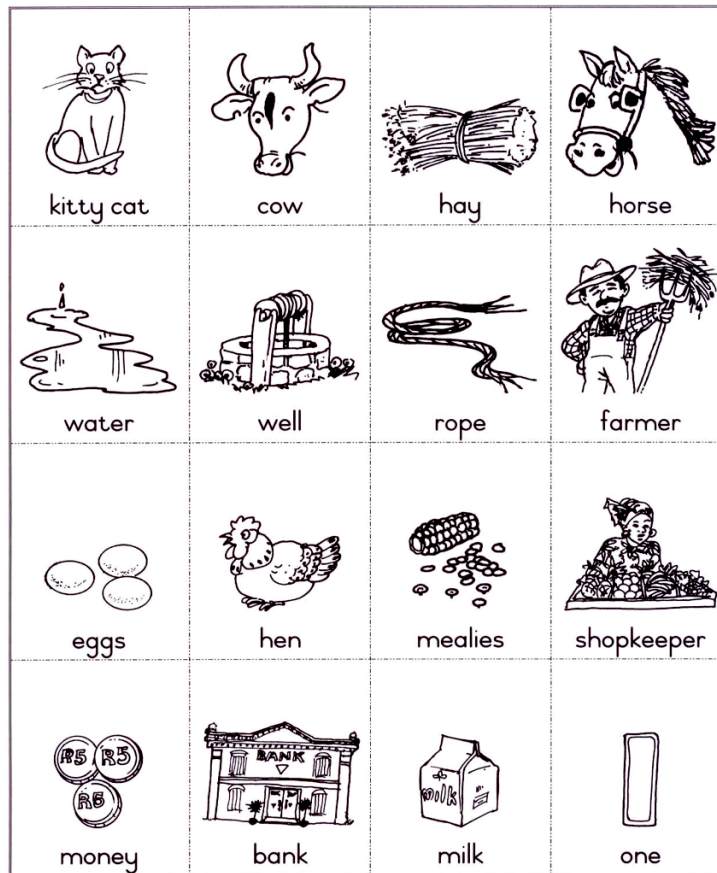 kitty cat cow hay horse
water well rope farmer
eggs hen mealies shopkeeper
R5 R5
BANK
milk
money bank milk one